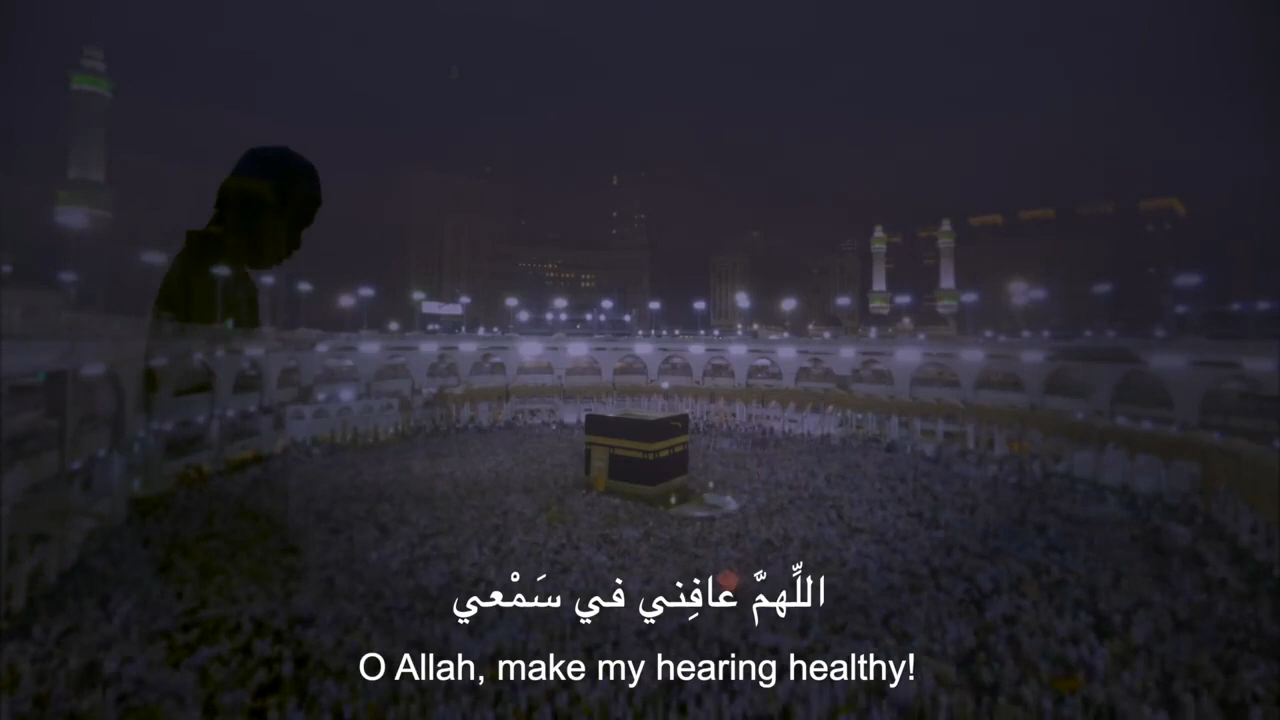 اللِّهمَّ عافِني في سَمْعي
O Allah, make my hearing healthy!